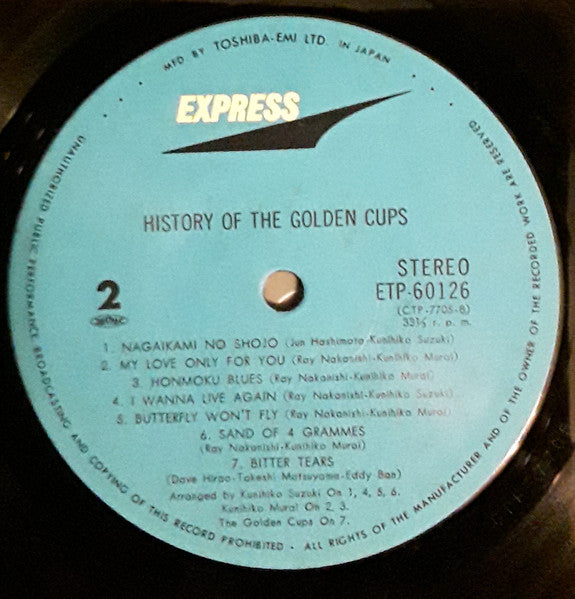 MFD BY TOSHIBA-EMI LTD. IN JAPAN
EXPRESS
HISTORY OF THE GOLDEN CUPS
STEREO
2
ETP-60126
(CTP-7705-B)
33⅓ r. p. m.
1. NAGAIKAMI NO SHOJO (Jun Hashimoto-Kunihiko Suzuki)
2. MY LOVE ONLY FOR YOU (Ray Nakanishi-Kunihiko Murai)
3. HONMOKU BLUES (Ray Nakanishi-Kunihiko Murai)
4. I WANNA LIVE AGAIN (Ray Nakanishi-Kunihiko Suzuki)
5. BUTTERFLY WON'T FLY (Ray Nakanishi-Kunihiko Murai)
6. SAND OF 4 GRAMMES
(Ray Nakanishi-Kunihiko Murai)
7. BITTER TEARS
(Dave Hirao-Takeshi Matsuyama-Eddy Ban)
Arranged by Kunihiko Suzuki On 1, 4, 5, 6.
Kunihiko Murai On 2, 3.
The Golden Cups On 7.
UNAUTHORIZED PUBLIC PERFORMANCE, BROADCASTING AND COPYING OF THIS RECORD PROHIBITED · ALL RIGHTS OF THE MANUFACTURER AND OF THE OWNER OF THE RECORDED WORK ARE RESERVED